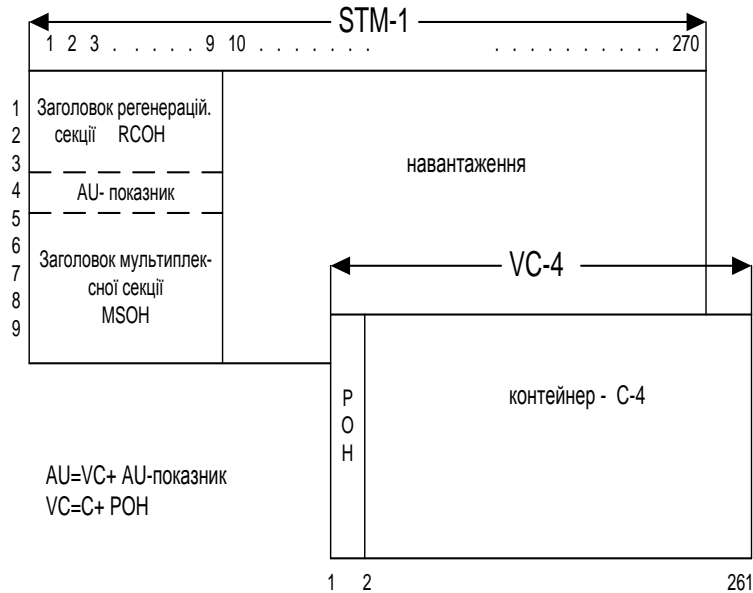 STM-1
1 2 3 . . . . . 9 10 . . . . . . . . . . . . . . . . . . 270
1
2
3
4
5
6
7
8
9
Заголовок регенерацій.
секції RCOH
AU- показник
Заголовок мультиплек-
сної секції
MSOH
навантаження
VC-4
P
O
H
контейнер - C-4
AU=VC+ AU-показник
VC=C+ POH
1 2 261